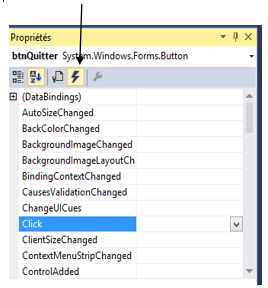 Propriétés
btnQuitter System.Windows.Forms.Button
(DataBindings)
AutoSizeChanged
BackColorChanged
BackgroundImageChanged
BackgroundImageLayoutCh
BindingContextChanged
CausesValidationChanged
ChangeUICues
Click
ClientSizeChanged
ContextMenuStripChanged
ControlAdded